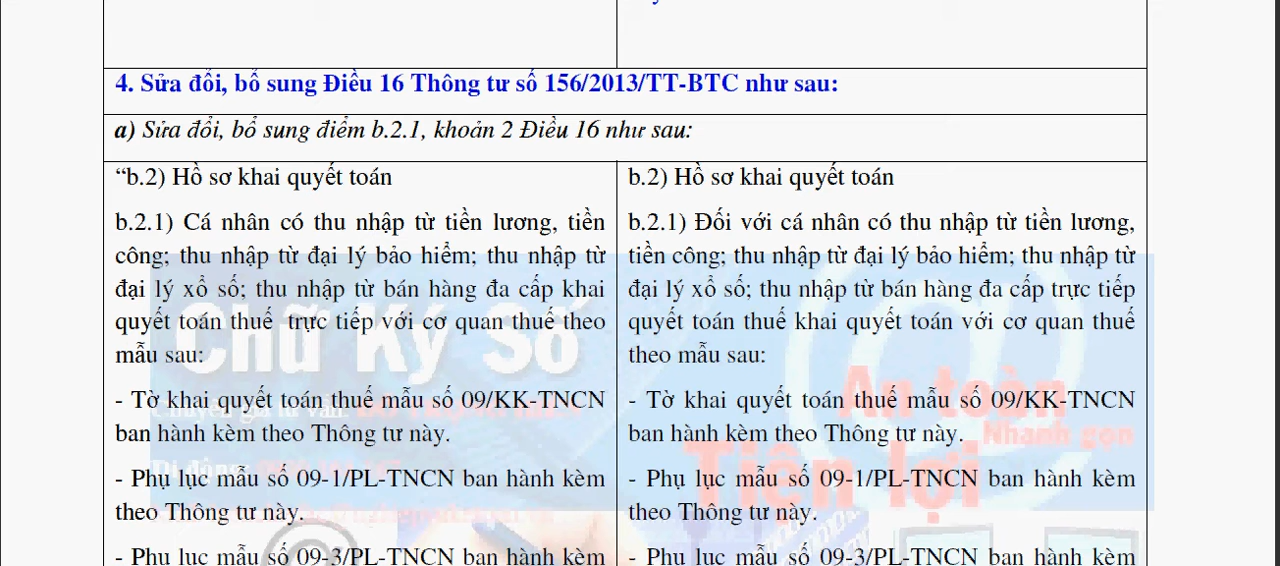 4. Sửa đổi, bổ sung Điều 16 Thông tư số 156/2013/TT-BTC như sau:
a) Sửa đổi, bổ sung điểm b.2.1, khoản 2 Điều 16 như sau:
“b.2) Hồ sơ khai quyết toán
b.2.1) Cá nhân có thu nhập từ tiền lương, tiền
công; thu nhập từ đại lý bảo hiểm; thu nhập từ
đại lý xổ số; thu nhập từ bán hàng đa cấp khai
quyết toán thuế trực tiếp với cơ quan thuế theo
mẫu sau:
- Tờ khai quyết toán thuế mẫu số 09/KK-TNCN
ban hành kèm theo Thông tư này.
- Phụ lục mẫu số 09-1/PL-TNCN ban hành kèm
theo Thông tư này.
- Phụ lục mẫu số 09-3/PL-TNCN ban hành kèm
b.2) Hồ sơ khai quyết toán
b.2.1) Đối với cá nhân có thu nhập từ tiền lương,
tiền công; thu nhập từ đại lý bảo hiểm; thu nhập từ
đại lý xổ số; thu nhập từ bán hàng đa cấp trực tiếp
quyết toán thuế khai quyết toán với cơ quan thuế
theo mẫu sau:
- Tờ khai quyết toán thuế mẫu số 09/KK-TNCN
ban hành kèm theo Thông tư này.
- Phụ lục mẫu số 09-1/PL-TNCN ban hành kèm
theo Thông tư này.
- Phụ lục mẫu số 09-3/PL-TNCN ban hành kèm
Chữ Ký Số
An toàn
Nhanh gọn
Tiện lợi